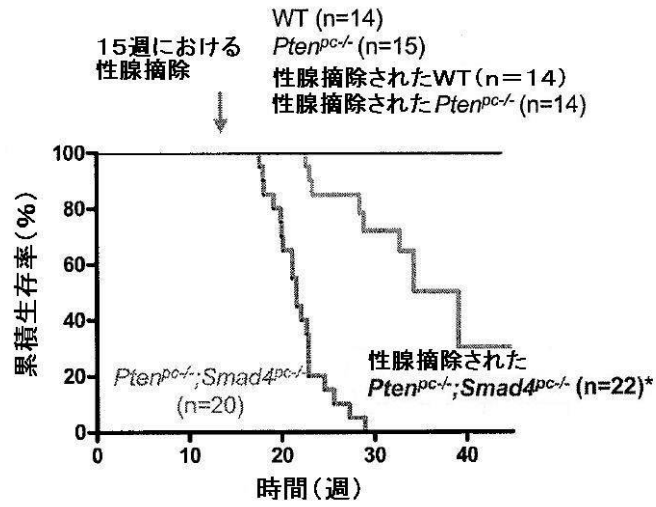 WT (n=14)
Pten^pc-/- (n=15)
性腺摘除されたWT(n=14)
性腺摘除されたPten^pc-/- (n=14)
15週における
性腺摘除
累積生存率(%)
100
80
60
40
20
0
Pten^pc-/-;Smad4^pc-/-
(n=20)
性腺摘除された
Pten^pc-/-;Smad4^pc-/- (n=22)*
0 10 20 30 40
時間(週)